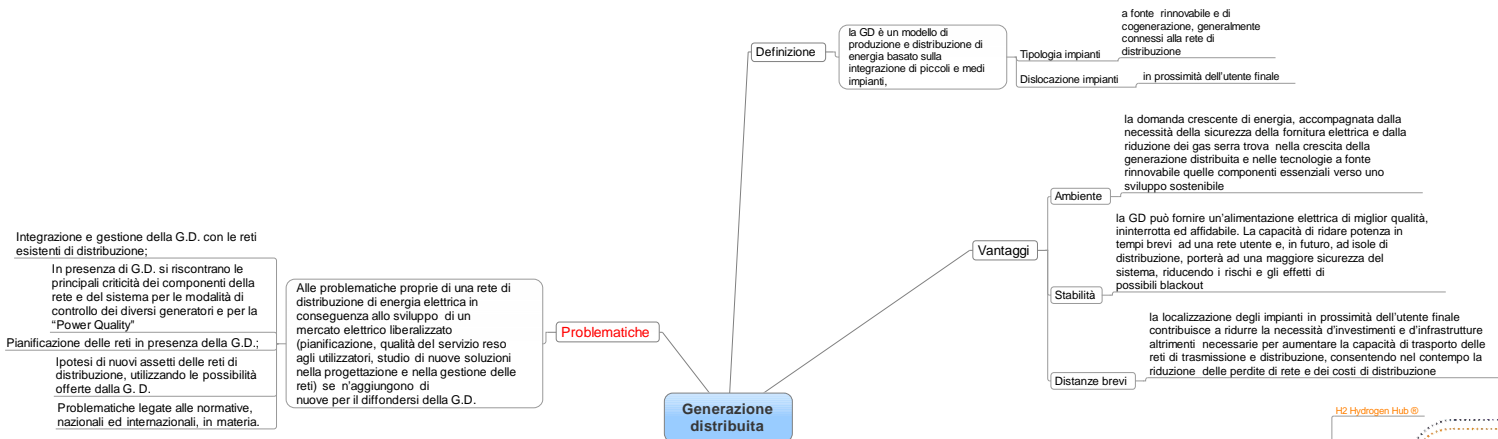 Definizione
la GD è un modello di
produzione e distribuzione di
energia basato sulla
integrazione di piccoli e medi
impianti,
Tipologia impianti
a fonte rinnovabile e di
cogenerazione, generalmente
connessi alla rete di
distribuzione
Dislocazione impianti
in prossimità dell'utente finale
Vantaggi
Ambiente
la domanda crescente di energia, accompagnata dalla
necessità della sicurezza della fornitura elettrica e dalla
riduzione dei gas serra trova nella crescita della
generazione distribuita e nelle tecnologie a fonte
rinnovabile quelle componenti essenziali verso uno
sviluppo sostenibile
Stabilità
la GD può fornire un'alimentazione elettrica di miglior qualità,
ininterrotta ed affidabile. La capacità di ridare potenza in
tempi brevi ad una rete utente e, in futuro, ad isole di
distribuzione, porterà ad una maggiore sicurezza del
sistema, riducendo i rischi e gli effetti di
possibili blackout
Distanze brevi
la localizzazione degli impianti in prossimità dell'utente finale
contribuisce a ridurre la necessità d'investimenti e d'infrastrutture
altrimenti necessarie per aumentare la capacità di trasporto delle
reti di trasmissione e distribuzione, consentendo nel contempo la
riduzione delle perdite di rete e dei costi di distribuzione
Problematiche
Alle problematiche proprie di una rete di
distribuzione di energia elettrica in
conseguenza allo sviluppo di un
mercato elettrico liberalizzato
(pianificazione, qualità del servizio reso
agli utilizzatori, studio di nuove soluzioni
nella progettazione e nella gestione delle
reti) se n'aggiungono di
nuove per il diffondersi della G.D.
Integrazione e gestione della G.D. con le reti
esistenti di distribuzione;
In presenza di G.D. si riscontrano le
principali criticità dei componenti della
rete e del sistema per le modalità di
controllo dei diversi generatori e per la
“Power Quality”
Pianificazione delle reti in presenza della G.D.;
Ipotesi di nuovi assetti delle reti di
distribuzione, utilizzando le possibilità
offerte dalla G. D.
Problematiche legate alle normative,
nazionali ed internazionali, in materia.
Generazione
distribuita
H2 Hydrogen Hub ®